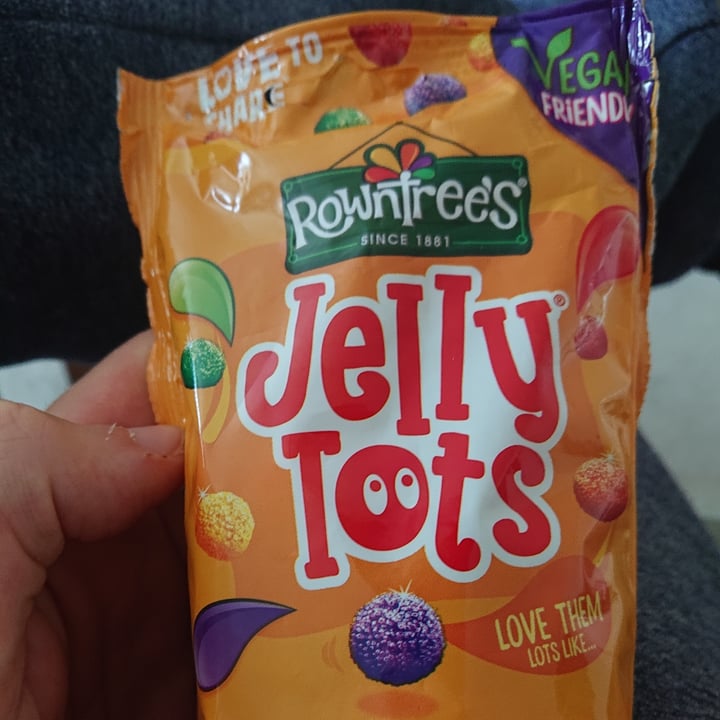 LOVE TO
SHARE
VEGAN
FRIENDLY
Rowntree's®
SINCE 1881
Jelly®
Tots
LOVE THEM
LOTS LIKE...